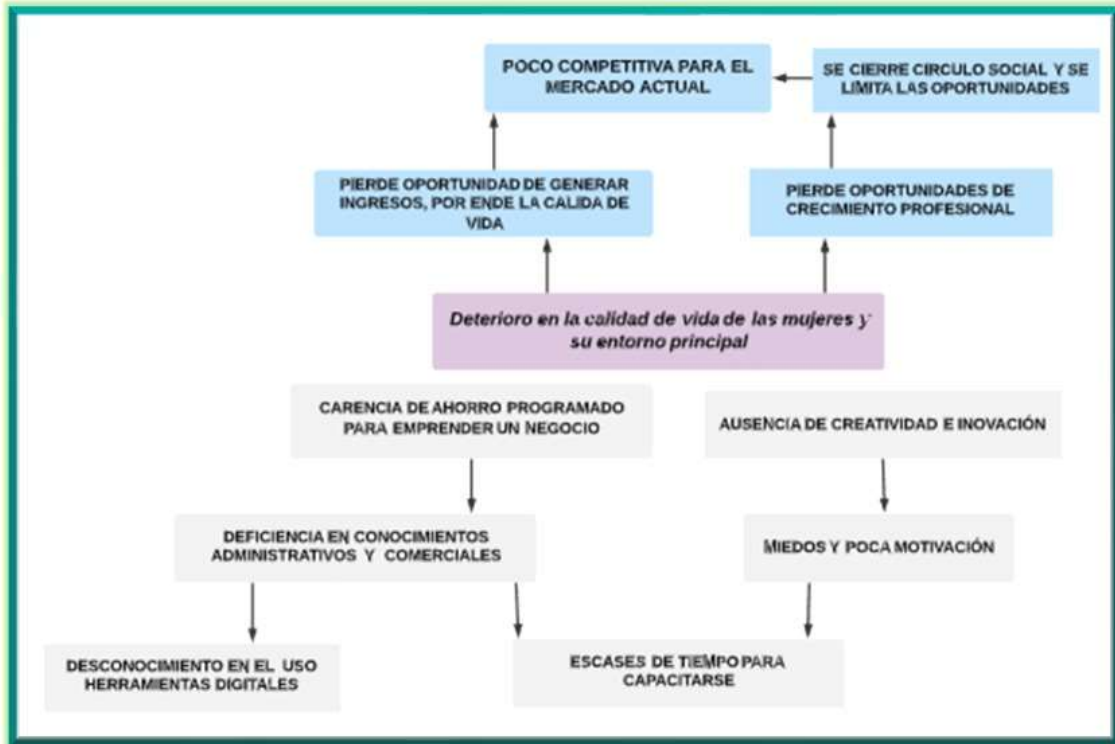 POCO COMPETITIVA PARA EL
MERCADO ACTUAL
SE CIERRE CIRCULO SOCIAL Y SE
LIMITA LAS OPORTUNIDADES
PIERDE OPORTUNIDAD DE GENERAR
INGRESOS, POR ENDE LA CALIDA DE
VIDA
PIERDE OPORTUNIDADES DE
CRECIMIENTO PROFESIONAL
Deterioro en la calidad de vida de las mujeres y
su entorno principal
CARENCIA DE AHORRO PROGRAMADO
PARA EMPRENDER UN NEGOCIO
AUSENCIA DE CREATIVIDAD E INOVACIÓN
DEFICIENCIA EN CONOCIMIENTOS
ADMINISTRATIVOS Y COMERCIALES
MIEDOS Y POCA MOTIVACIÓN
DESCONOCIMIENTO EN EL USO
HERRAMIENTAS DIGITALES
ESCASES DE TIEMPO PARA
CAPACITARSE